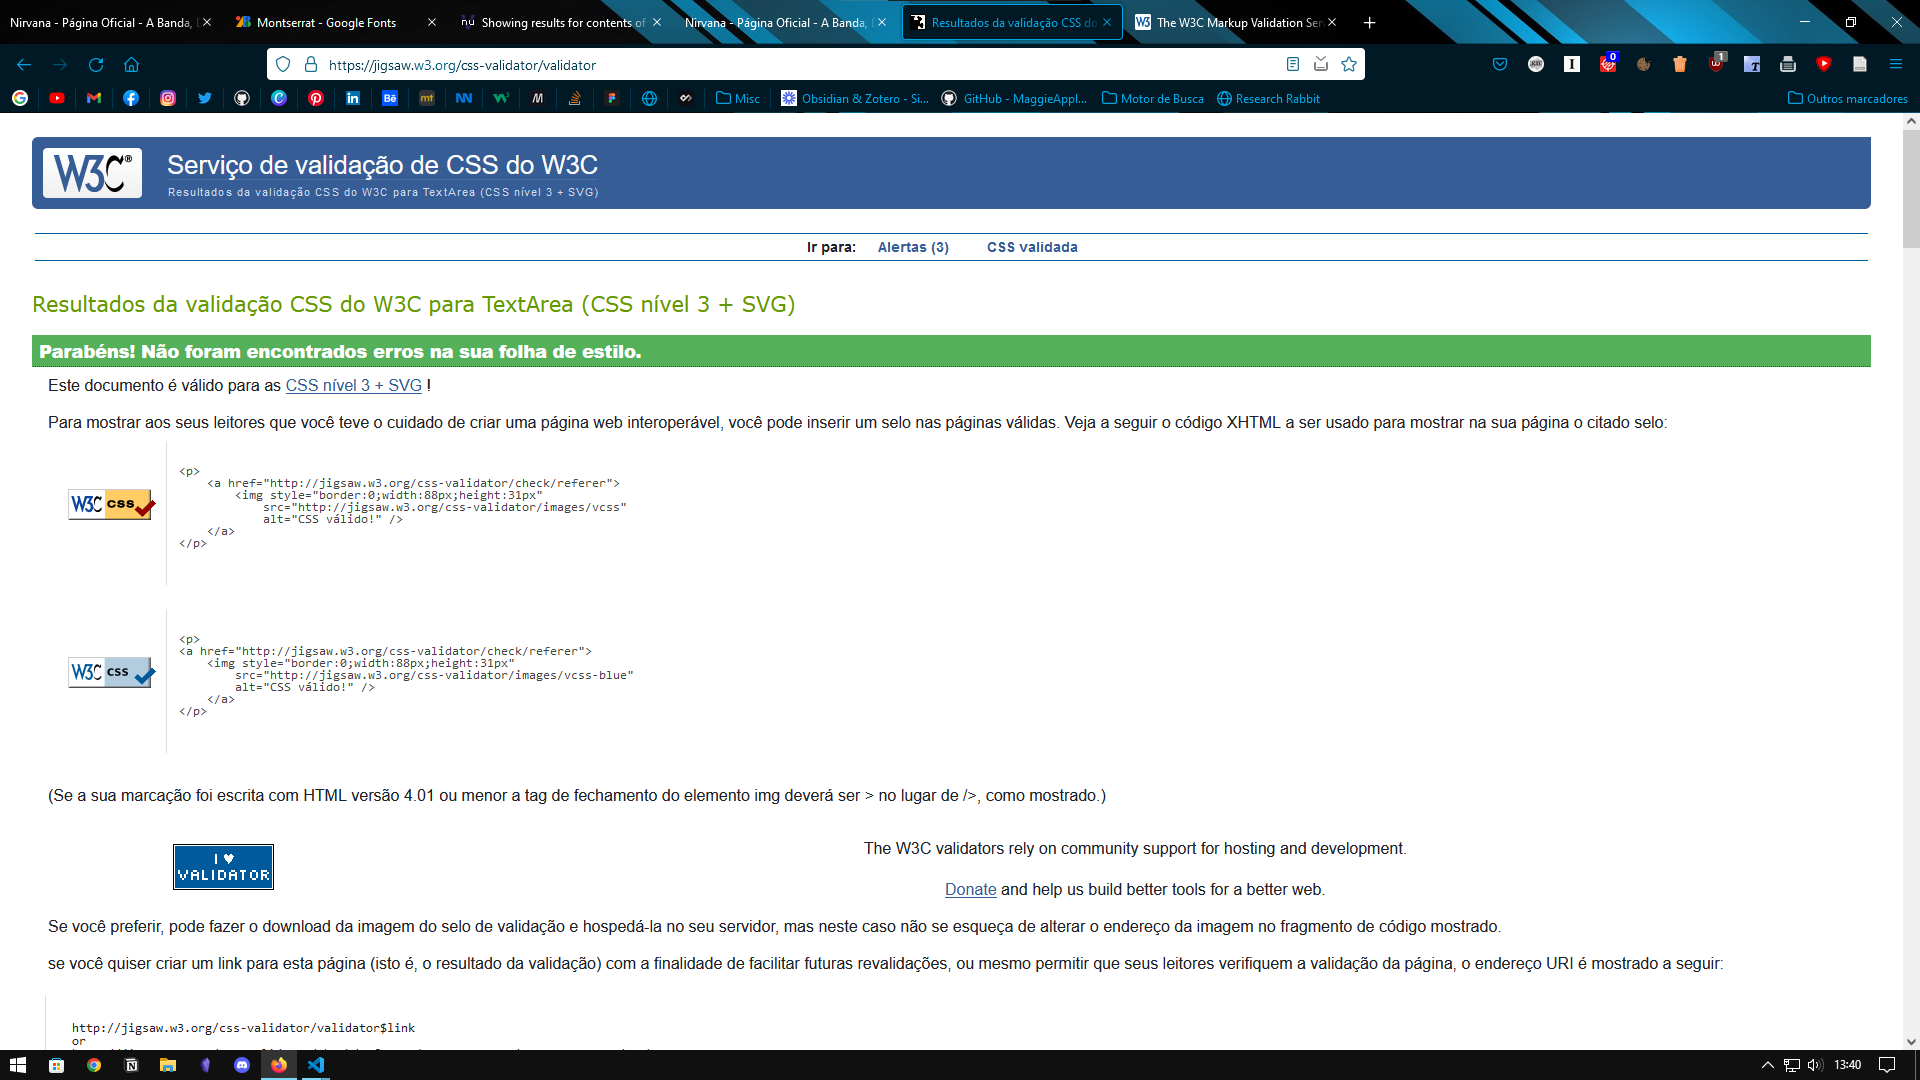 Nirvana - Página Oficial - A Banda,
Montserrat - Google Fonts
Showing results for contents of
Nirvana - Página Oficial - A Banda,
Resultados da validação CSS do
The W3C Markup Validation Ser
https://jigsaw.w3.org/css-validator/validator
Misc
Obsidian & Zotero - Si...
GitHub - MaggieAppl...
Motor de Busca
Research Rabbit
Outros marcadores
W3C®
Serviço de validação de CSS do W3C
Resultados da validação CSS do W3C para TextArea (CSS nível 3 + SVG)
Ir para: Alertas (3) CSS validada
Resultados da validação CSS do W3C para TextArea (CSS nível 3 + SVG)
Parabéns! Não foram encontrados erros na sua folha de estilo.
Este documento é válido para as CSS nível 3 + SVG !
Para mostrar aos seus leitores que você teve o cuidado de criar uma página web interoperável, você pode inserir um selo nas páginas válidas. Veja a seguir o código XHTML a ser usado para mostrar na sua página o citado selo:
W3C CSS
<p>
<a href="http://jigsaw.w3.org/css-validator/check/referer">
<img style="border:0;width:88px;height:31px"
src="http://jigsaw.w3.org/css-validator/images/vcss"
alt="CSS válido!" />
</a>
</p>
W3C CSS
<p>
<a href="http://jigsaw.w3.org/css-validator/check/referer">
<img style="border:0;width:88px;height:31px"
src="http://jigsaw.w3.org/css-validator/images/vcss-blue"
alt="CSS válido!" />
</a>
</p>
(Se a sua marcação foi escrita com HTML versão 4.01 ou menor a tag de fechamento do elemento img deverá ser > no lugar de />, como mostrado.)
I ♥
VALIDATOR
The W3C validators rely on community support for hosting and development.
Donate and help us build better tools for a better web.
Se você preferir, pode fazer o download da imagem do selo de validação e hospedá-la no seu servidor, mas neste caso não se esqueça de alterar o endereço da imagem no fragmento de código mostrado.
se você quiser criar um link para esta página (isto é, o resultado da validação) com a finalidade de facilitar futuras revalidações, ou mesmo permitir que seus leitores verifiquem a validação da página, o endereço URI é mostrado a seguir:
http://jigsaw.w3.org/css-validator/validator$link
or
13:40